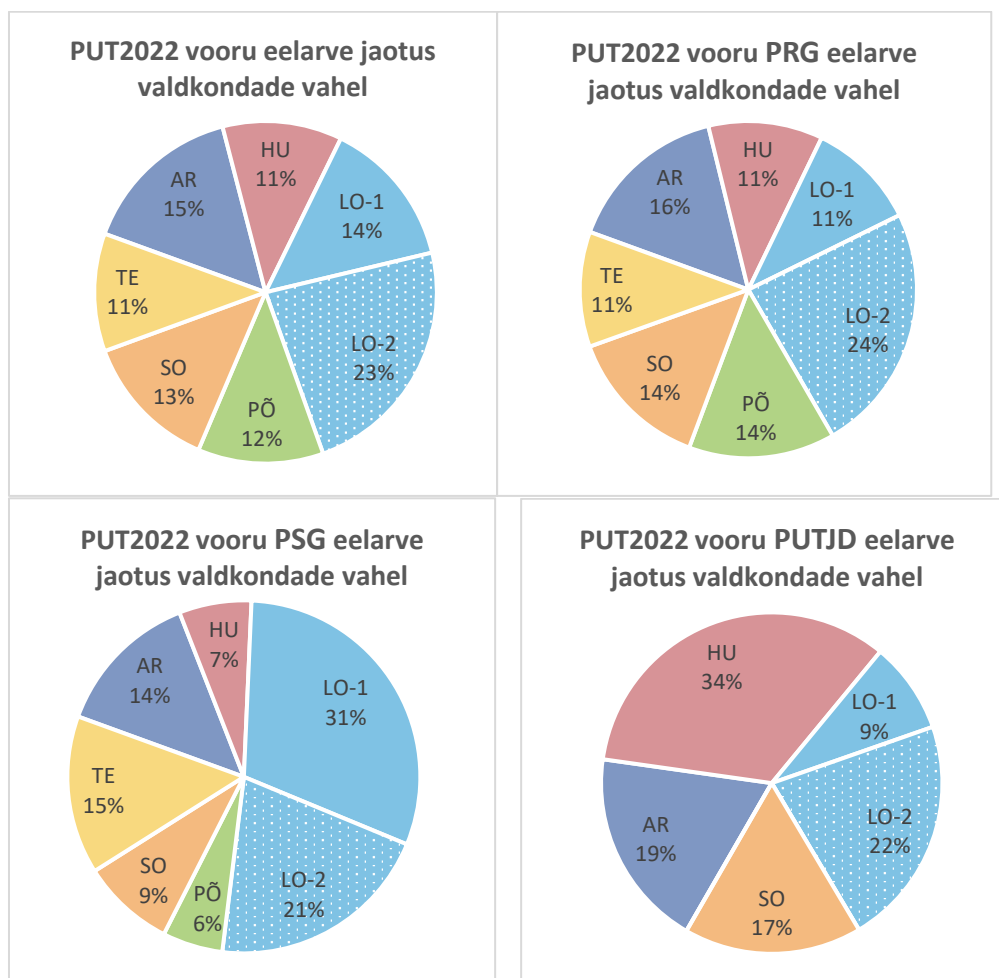 PUT2022 vooru eelarve jaotus
valdkondade vahel
HU
11%
LO-1
14%
LO-2
23%
PÕ
12%
SO
13%
TE
11%
AR
15%
PUT2022 vooru PRG eelarve
jaotus valdkondade vahel
HU
11%
LO-1
11%
LO-2
24%
PÕ
14%
SO
14%
TE
11%
AR
16%
PUT2022 vooru PSG eelarve
jaotus valdkondade vahel
HU
7%
LO-1
31%
LO-2
21%
PÕ
6%
SO
9%
TE
15%
AR
14%
PUT2022 vooru PUTJD eelarve
jaotus valdkondade vahel
HU
34%
LO-1
9%
LO-2
22%
SO
17%
AR
19%